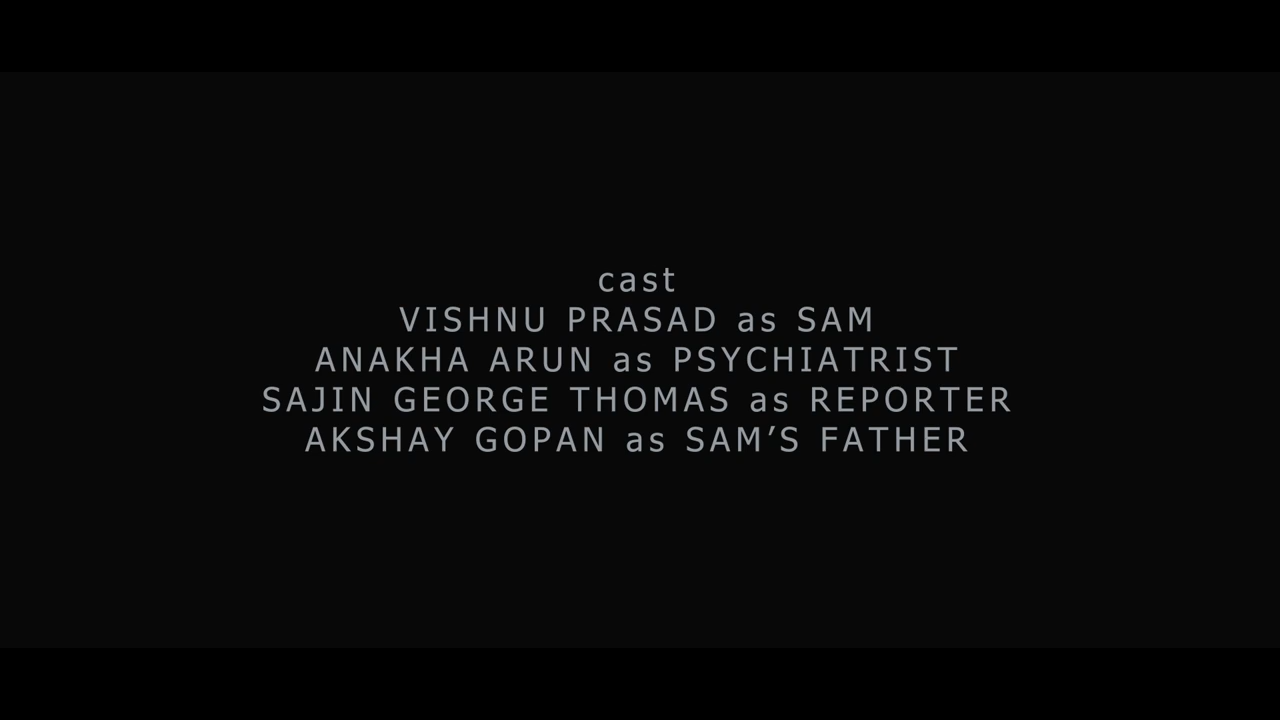 cast
VISHNU PRASAD as SAM
ANAKHA ARUN as PSYCHIATRIST
SAJIN GEORGE THOMAS as REPORTER
AKSHAY GOPAN as SAM’S FATHER